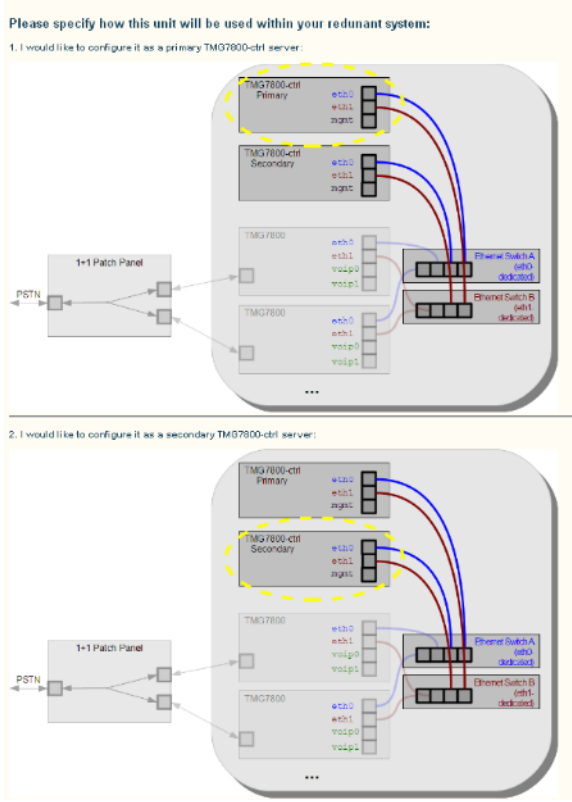 Please specify how this unit will be used within your redunant system:
1. I would like to configure it as a primary TMG7800-ctrl server:
TMG7800-ctrl
Primary
eth0
eth1
mgmt
TMG7800-ctrl
Secondary
eth0
eth1
mgmt
TMG7800
eth0
eth1
voip0
voip1
Ethernet Switch A
(eth0-
dedicated)
1+1 Patch Panel
PSTN
Ethernet Switch B
(eth1-
dedicated)
TMG7800
eth0
eth1
voip0
voip1
...
2. I would like to configure it as a secondary TMG7800-ctrl server:
TMG7800-ctrl
Primary
eth0
eth1
mgmt
TMG7800-ctrl
Secondary
eth0
eth1
mgmt
TMG7800
eth0
eth1
voip0
voip1
Ethernet Switch A
(eth0-
dedicated)
1+1 Patch Panel
PSTN
Ethernet Switch B
(eth1-
dedicated)
TMG7800
eth0
eth1
voip0
voip1
...